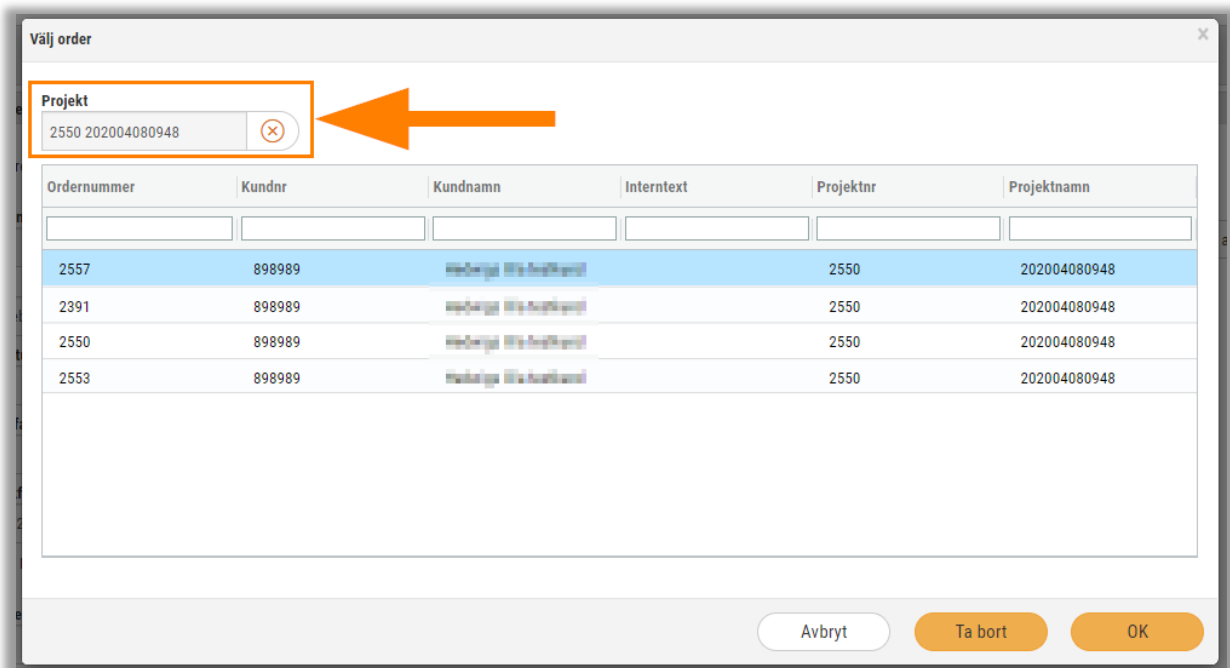 Välj order
Projekt
2550 202004080948
Ordernummer Kundnr Kundnamn Interntext Projektnr Projektnamn
2557 898989 2550 202004080948
2391 898989 2550 202004080948
2550 898989 2550 202004080948
2553 898989 2550 202004080948
Avbryt Ta bort OK